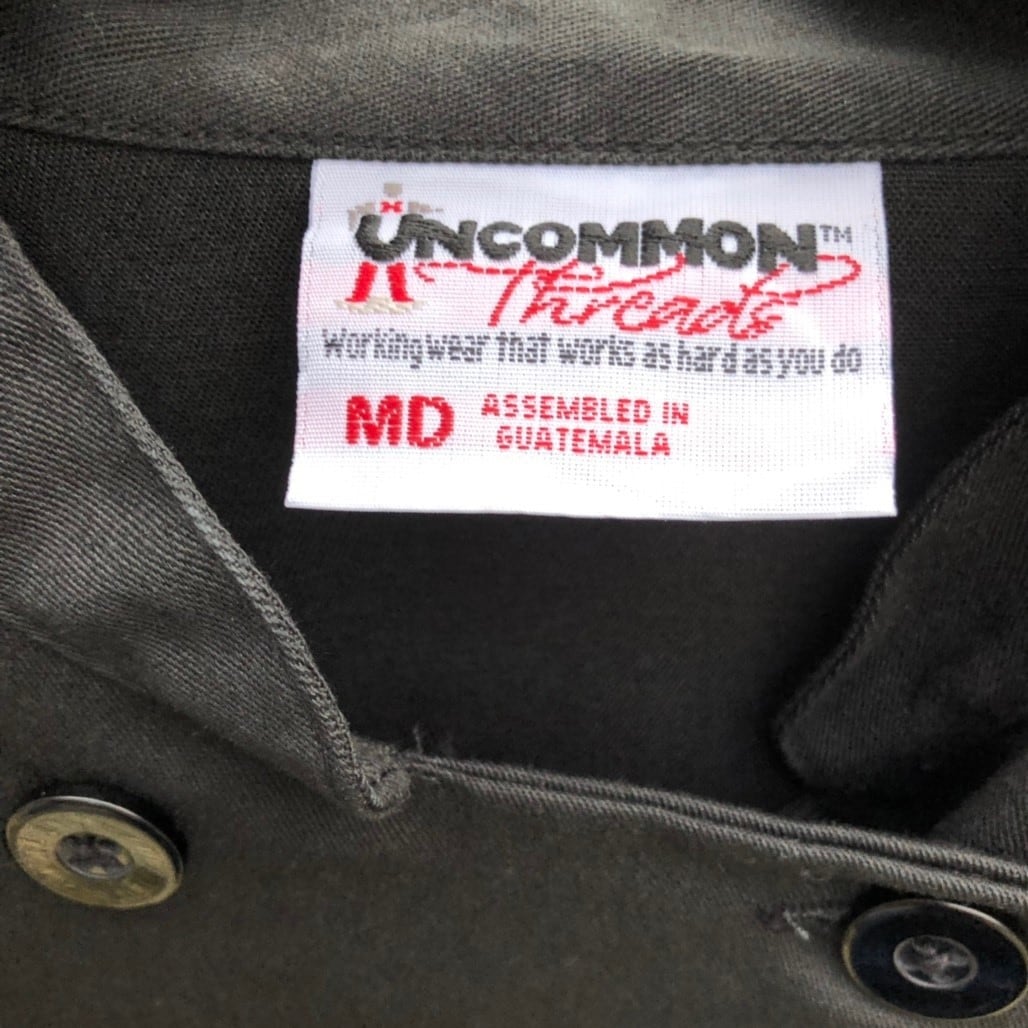 UNCOMMON™
Threads
Working wear that works as hard as you do
MD ASSEMBLED IN
GUATEMALA